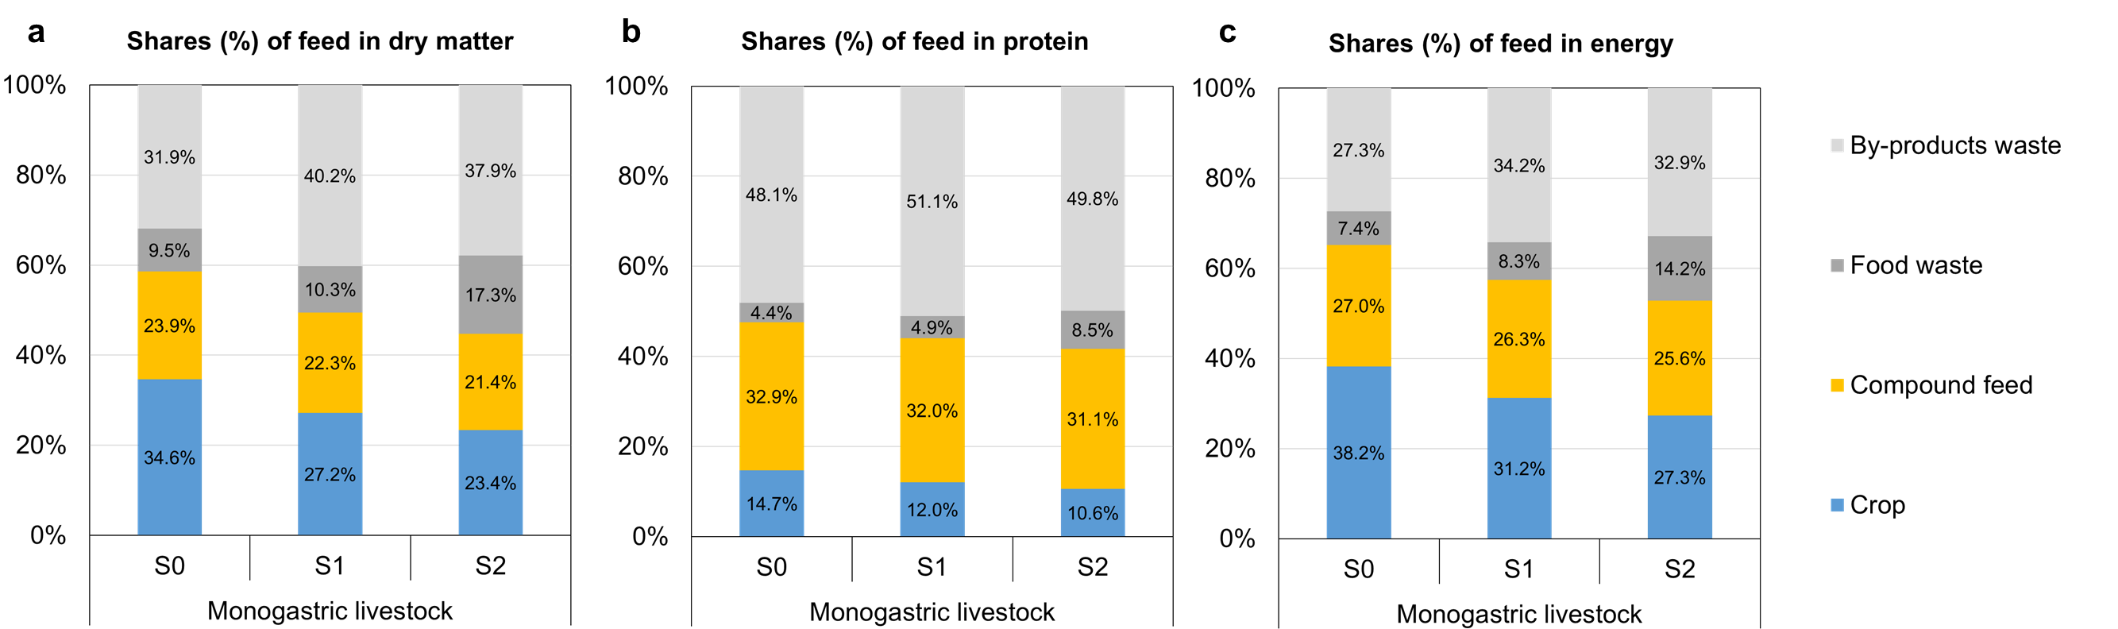 a
Shares (%) of feed in dry matter
100%
80%
60%
40%
20%
0%
31.9%
9.5%
23.9%
34.6%
40.2%
10.3%
22.3%
27.2%
37.9%
17.3%
21.4%
23.4%
S0
S1
S2
Monogastric livestock
b
Shares (%) of feed in protein
100%
80%
60%
40%
20%
0%
48.1%
4.4%
32.9%
14.7%
51.1%
4.9%
32.0%
12.0%
49.8%
8.5%
31.1%
10.6%
S0
S1
S2
Monogastric livestock
c
Shares (%) of feed in energy
100%
80%
60%
40%
20%
0%
27.3%
7.4%
27.0%
38.2%
34.2%
8.3%
26.3%
31.2%
32.9%
14.2%
25.6%
27.3%
S0
S1
S2
Monogastric livestock
By-products waste
Food waste
Compound feed
Crop